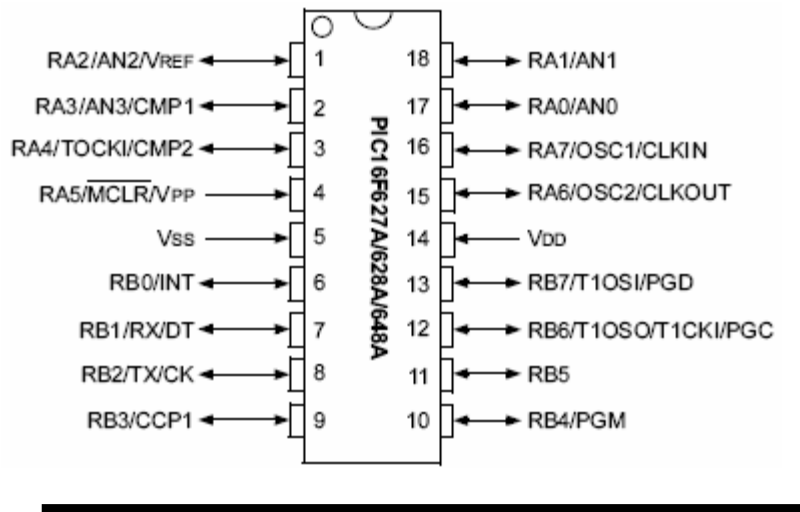 RA2/AN2/VREF 1 18 RA1/AN1
RA3/AN3/CMP1 2 17 RA0/AN0
RA4/TOCKI/CMP2 3 16 RA7/OSC1/CLKIN
RA5/MCLR/VPP 4 15 RA6/OSC2/CLKOUT
VSS 5 14 VDD
RB0/INT 6 13 RB7/T1OSI/PGD
RB1/RX/DT 7 12 RB6/T1OSO/T1CKI/PGC
RB2/TX/CK 8 11 RB5
RB3/CCP1 9 10 RB4/PGM
PIC16F627A/628A/648A